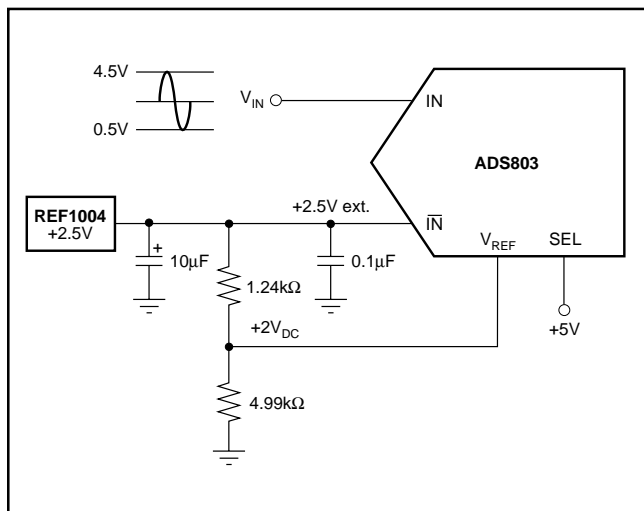 4.5V
V_IN
IN
0.5V
ADS803
REF1004
+2.5V
+2.5V ext.
I̅N̅
V_REF
SEL
+
10µF
0.1µF
1.24kΩ
+2V_DC
+5V
4.99kΩ